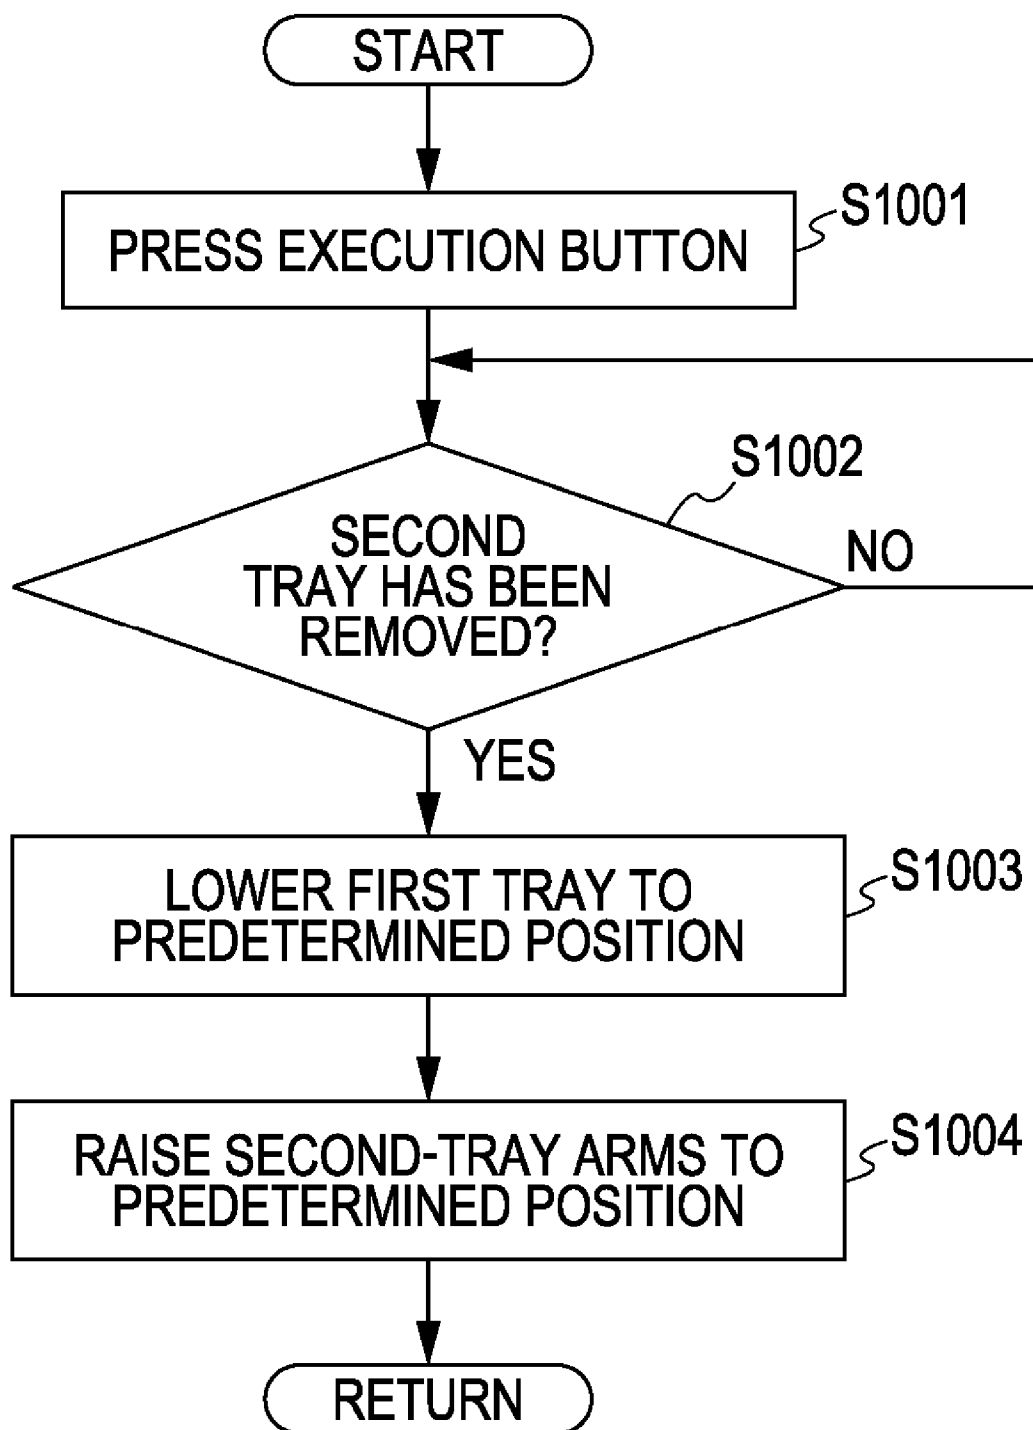 START
PRESS EXECUTION BUTTON
S1001
S1002
SECOND
TRAY HAS BEEN
REMOVED?
NO
YES
LOWER FIRST TRAY TO
PREDETERMINED POSITION
S1003
RAISE SECOND-TRAY ARMS TO
PREDETERMINED POSITION
S1004
RETURN